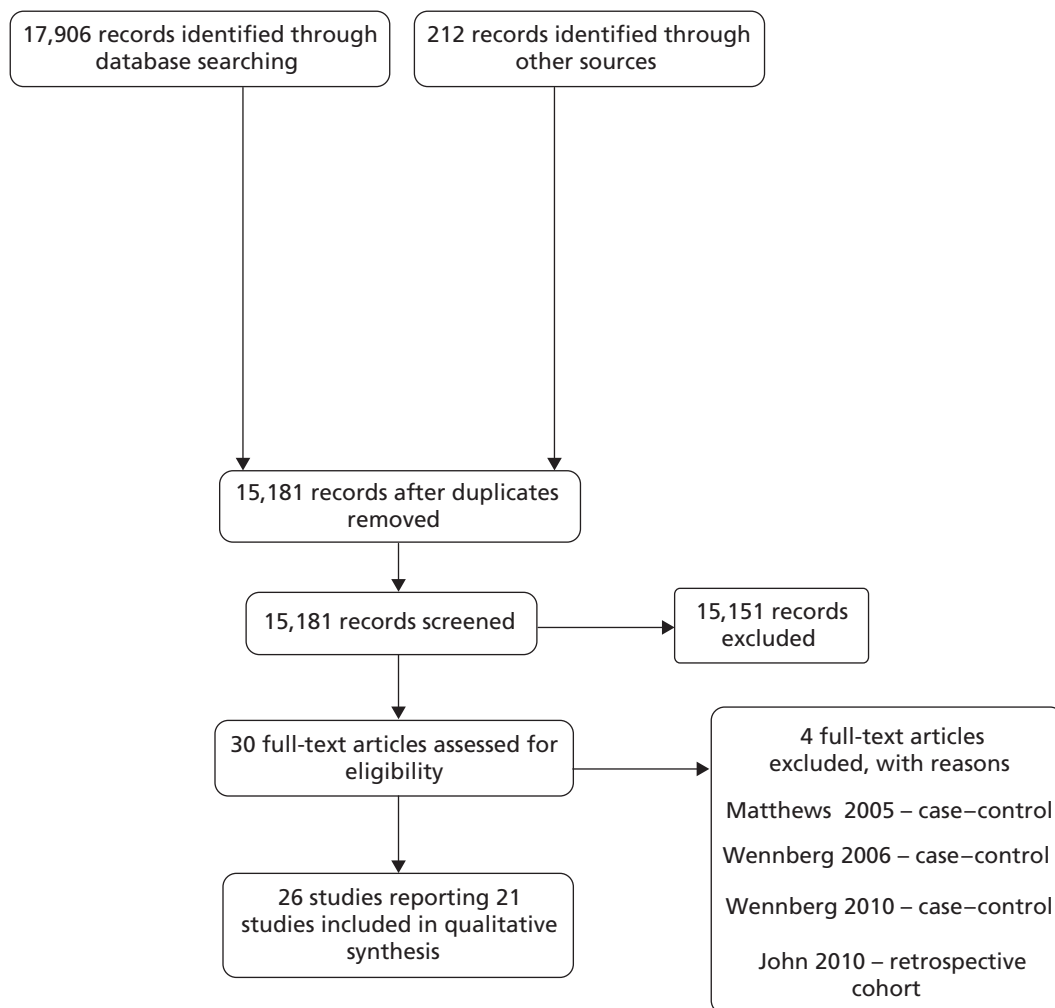 17,906 records identified through
database searching
212 records identified through
other sources
15,181 records after duplicates
removed
15,181 records screened
15,151 records
excluded
30 full-text articles assessed for
eligibility
4 full-text articles
excluded, with reasons
Matthews 2005 – case–control
Wennberg 2006 – case–control
Wennberg 2010 – case–control
John 2010 – retrospective
cohort
26 studies reporting 21
studies included in qualitative
synthesis